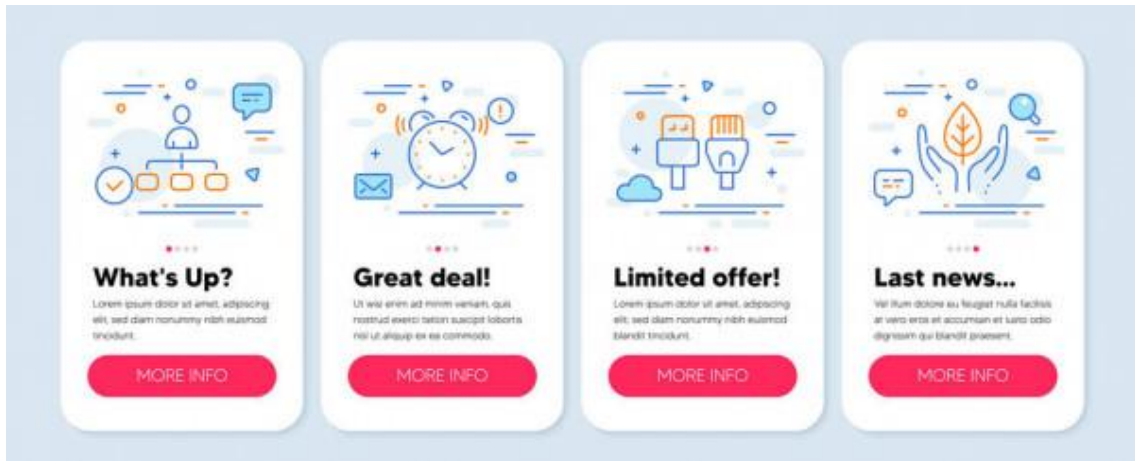 What's Up?
Lorem ipsum dolor sit amet, adipiscing
elit, sed diam nonummy nibh euismod
tincidunt.
MORE INFO
Great deal!
Ut wisi enim ad minim veniam, quis
nostrud exerci tation suscipit lobortis
nisl ut aliquip ex ea commodo.
MORE INFO
Limited offer!
Lorem ipsum dolor sit amet, adipiscing
elit, sed diam nonummy nibh euismod
blandit tincidunt.
MORE INFO
Last news...
Vel illum dolore eu feugiat nulla facilisis
at vero eros et accumsan et iusto odio
dignissim qui blandit praesent.
MORE INFO